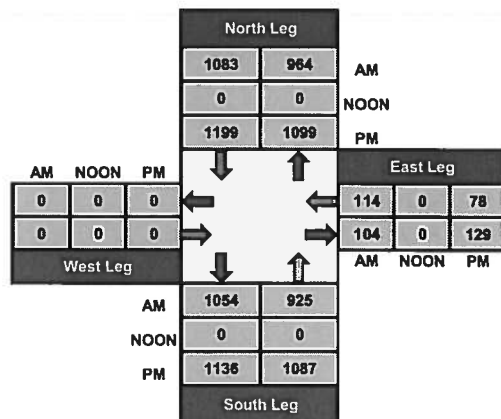 North Leg
1083 964 AM
0 0 NOON
1199 1099 PM
AM NOON PM
East Leg
0 0 0 114 0 78
0 0 0 104 0 129
West Leg AM NOON PM
AM 1054 925
NOON 0 0
PM 1136 1087
South Leg